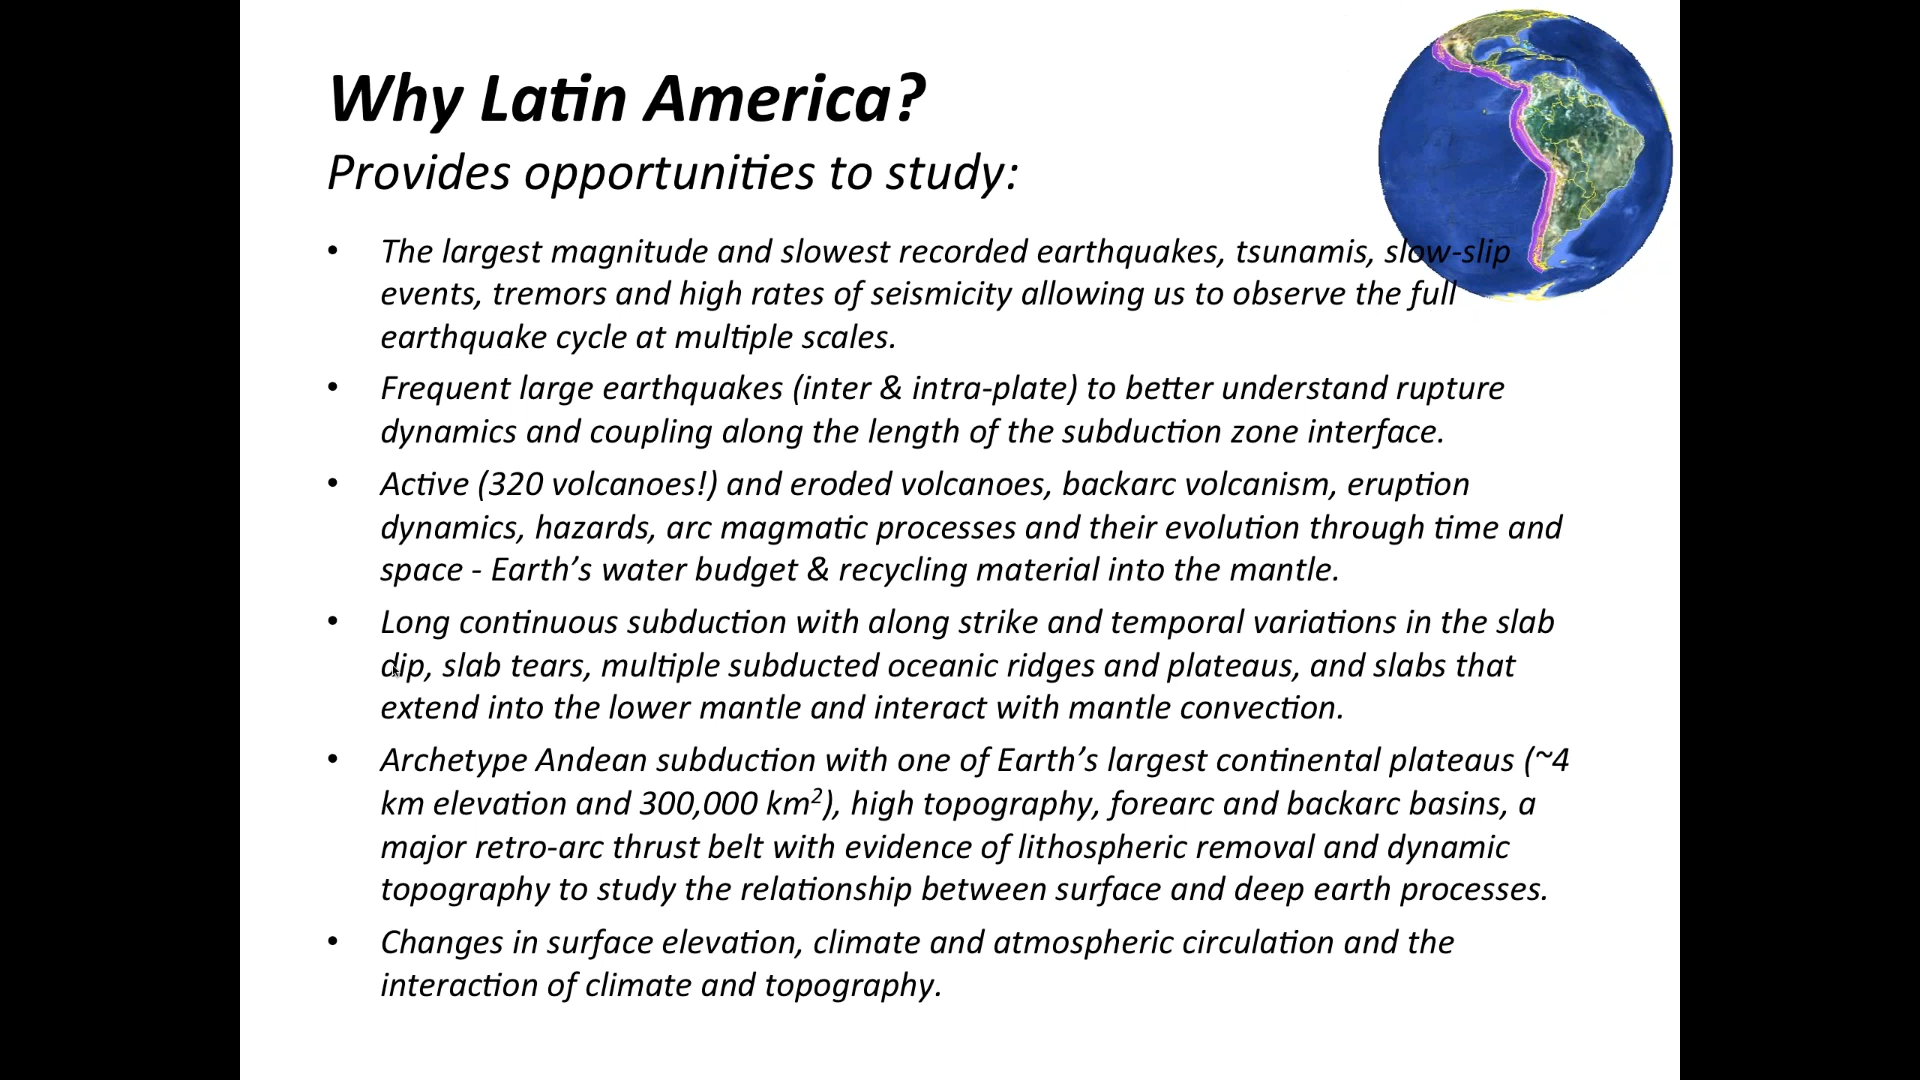 Why Latin America?
Provides opportunities to study:
• The largest magnitude and slowest recorded earthquakes, tsunamis, slow-slip
events, tremors and high rates of seismicity allowing us to observe the full
earthquake cycle at multiple scales.
• Frequent large earthquakes (inter & intra-plate) to better understand rupture
dynamics and coupling along the length of the subduction zone interface.
• Active (320 volcanoes!) and eroded volcanoes, backarc volcanism, eruption
dynamics, hazards, arc magmatic processes and their evolution through time and
space - Earth’s water budget & recycling material into the mantle.
• Long continuous subduction with along strike and temporal variations in the slab
dip, slab tears, multiple subducted oceanic ridges and plateaus, and slabs that
extend into the lower mantle and interact with mantle convection.
• Archetype Andean subduction with one of Earth’s largest continental plateaus (~4
km elevation and 300,000 km²), high topography, forearc and backarc basins, a
major retro-arc thrust belt with evidence of lithospheric removal and dynamic
topography to study the relationship between surface and deep earth processes.
• Changes in surface elevation, climate and atmospheric circulation and the
interaction of climate and topography.